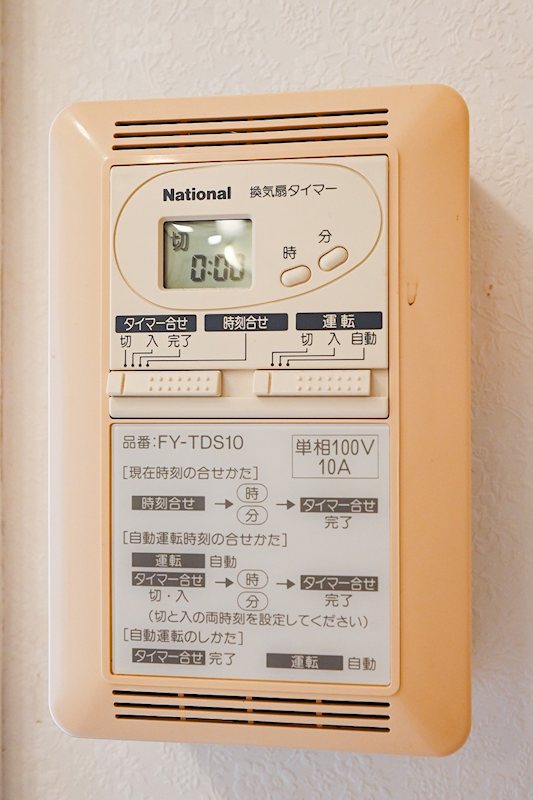 National 換気扇タイマー
切
0:00
時 分
タイマー合せ 時刻合せ 運転
切 入 完了 切 入 自動
品番:FY-TDS10
単相100V
10A
[現在時刻の合せかた]
時刻合せ → 時 分 → タイマー合せ
完了
[自動運転時刻の合せかた]
運転 自動
タイマー合せ → 時 分 → タイマー合せ
切・入 完了
(切と入の両時刻を設定してください)
[自動運転のしかた]
タイマー合せ 完了 運転 自動